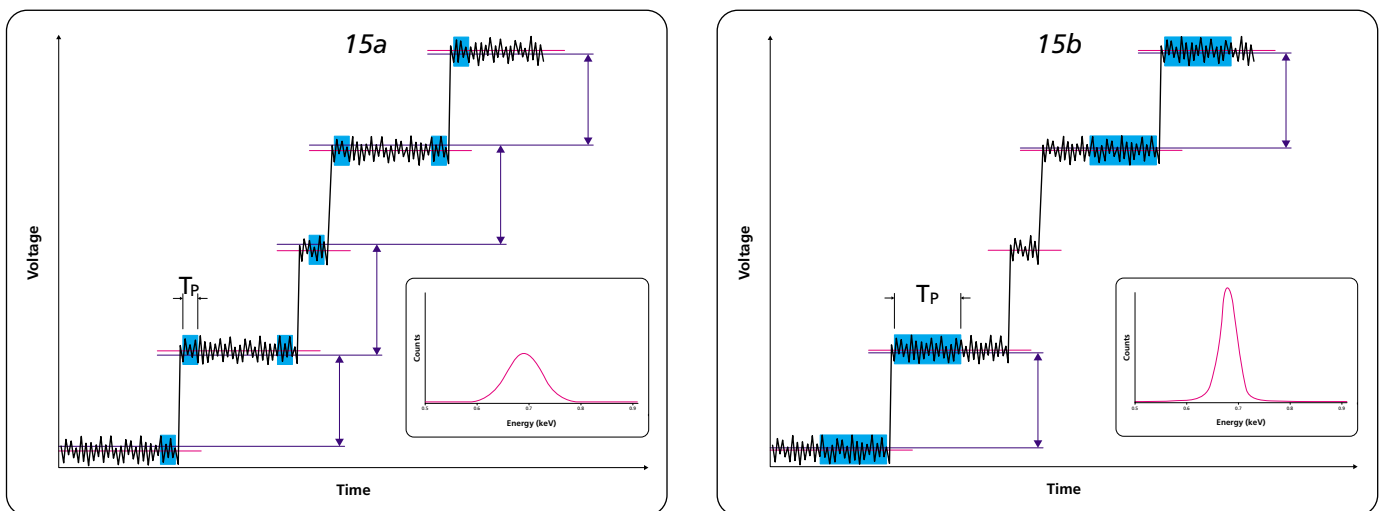 15a
Voltage
TP
Counts
0.5 0.6 0.7 0.8 0.9
Energy (keV)
Time
15b
Voltage
TP
Counts
0.5 0.6 0.7 0.8 0.9
Energy (keV)
Time